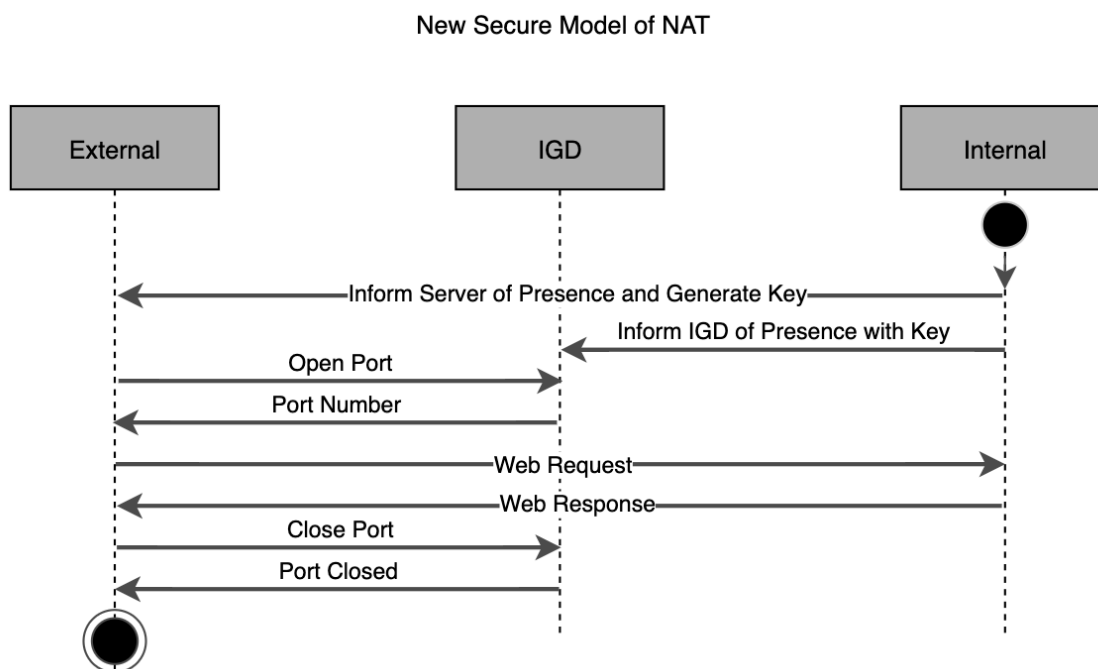 New Secure Model of NAT
External
IGD
Internal
Inform Server of Presence and Generate Key
Inform IGD of Presence with Key
Open Port
Port Number
Web Request
Web Response
Close Port
Port Closed